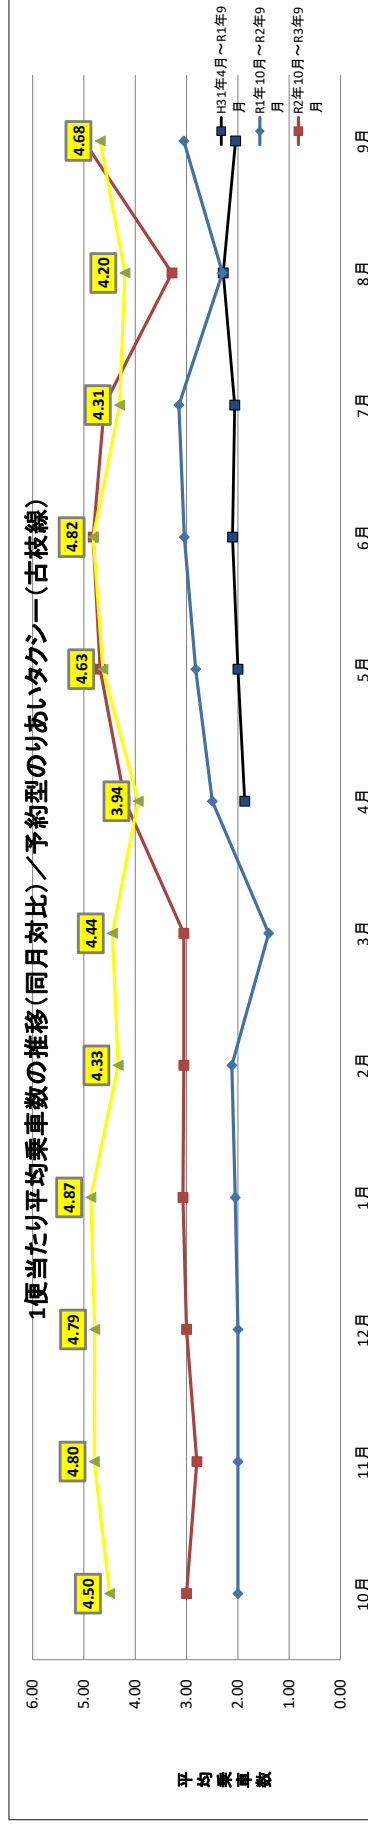 1便当たり平均乗車数の推移(同月対比)/予約型のりあいタクシー(古枝線)
平均乗車数
6.00
5.00
4.00
3.00
2.00
1.00
0.00
4.50
4.80
4.79
4.87
4.33
4.44
3.94
4.63
4.82
4.31
4.20
4.68
10月
11月
12月
1月
2月
3月
4月
5月
6月
7月
8月
9月
H31年4月~R1年9
月
R1年10月~R2年9
月
R2年10月~R3年9
月